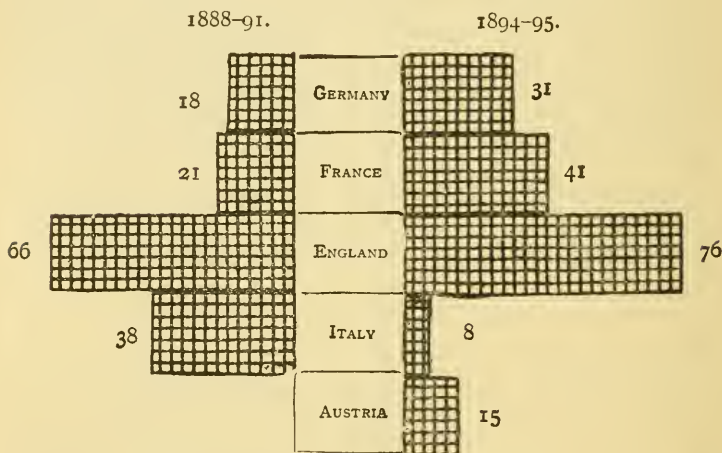 1888–91. 1894–95.
18 GERMANY 31
21 FRANCE 41
66 ENGLAND 76
38 ITALY 8
AUSTRIA 15